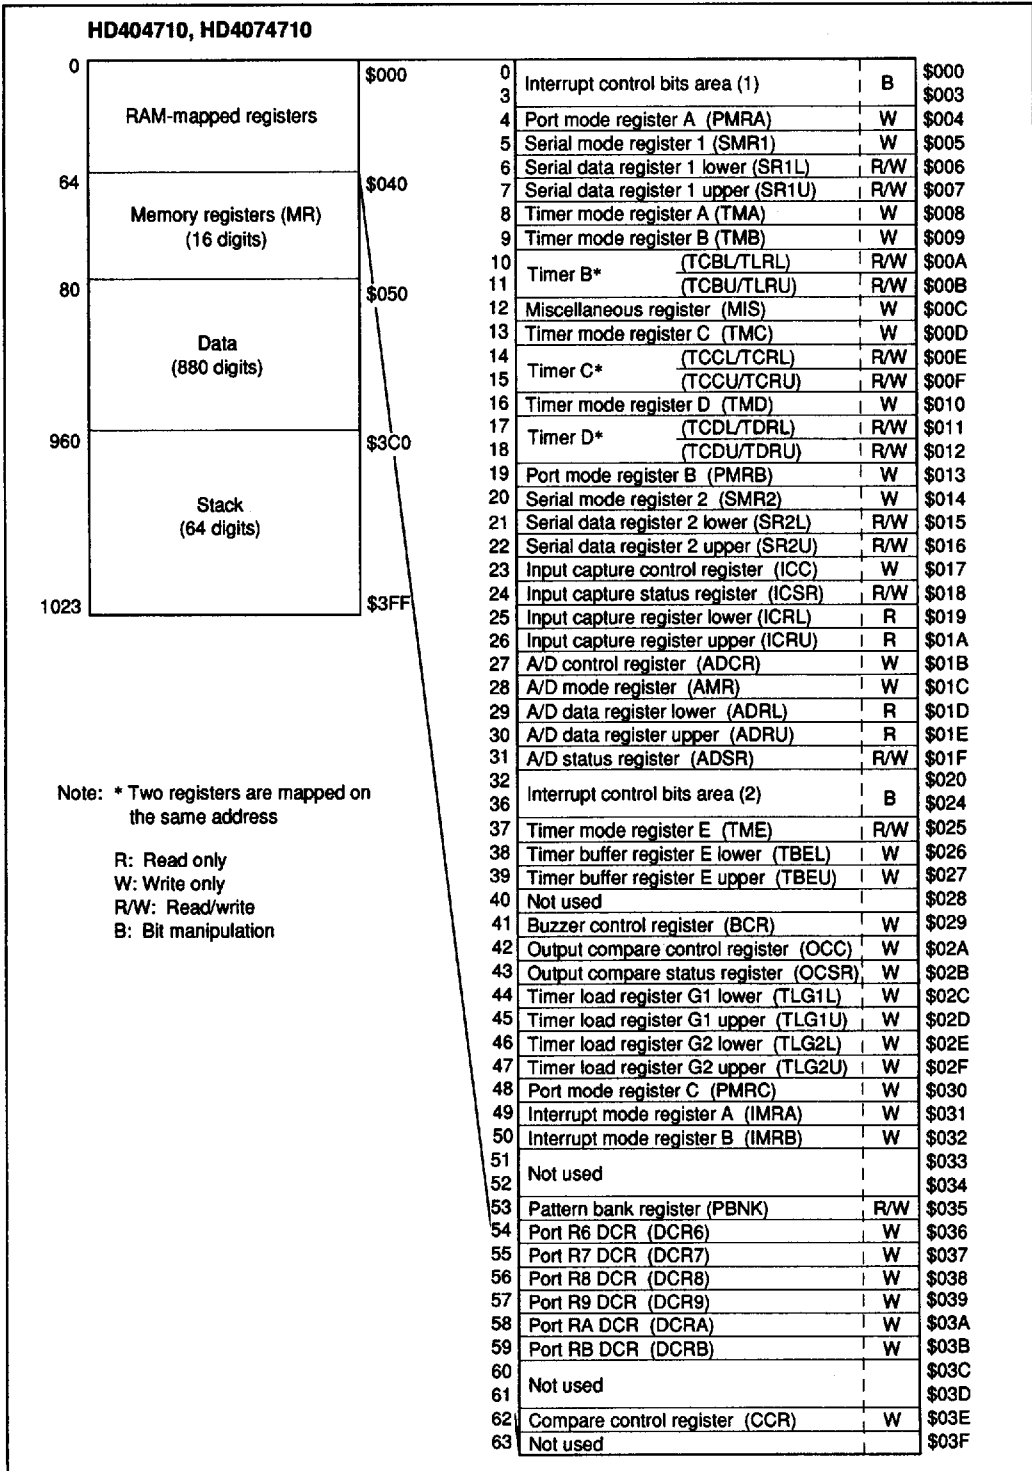 HD404710, HD4074710
0
$000
RAM-mapped registers
64
$040
Memory registers (MR)
(16 digits)
80
$050
Data
(880 digits)
960
$3C0
Stack
(64 digits)
1023
$3FF
Note: * Two registers are mapped on
the same address
R: Read only
W: Write only
R/W: Read/write
B: Bit manipulation
0 $000
Interrupt control bits area (1) B
3 $003
4 Port mode register A (PMRA) W $004
5 Serial mode register 1 (SMR1) W $005
6 Serial data register 1 lower (SR1L) R/W $006
7 Serial data register 1 upper (SR1U) R/W $007
8 Timer mode register A (TMA) W $008
9 Timer mode register B (TMB) W $009
10 (TCBL/TLRL) R/W $00A
Timer B*
11 (TCBU/TLRU) R/W $00B
12 Miscellaneous register (MIS) W $00C
13 Timer mode register C (TMC) W $00D
14 (TCCL/TCRL) R/W $00E
Timer C*
15 (TCCU/TCRU) R/W $00F
16 Timer mode register D (TMD) W $010
17 (TCDL/TDRL) R/W $011
Timer D*
18 (TCDU/TDRU) R/W $012
19 Port mode register B (PMRB) W $013
20 Serial mode register 2 (SMR2) W $014
21 Serial data register 2 lower (SR2L) R/W $015
22 Serial data register 2 upper (SR2U) R/W $016
23 Input capture control register (ICC) W $017
24 Input capture status register (ICSR) R/W $018
25 Input capture register lower (ICRL) R $019
26 Input capture register upper (ICRU) R $01A
27 A/D control register (ADCR) W $01B
28 A/D mode register (AMR) W $01C
29 A/D data register lower (ADRL) R $01D
30 A/D data register upper (ADRU) R $01E
31 A/D status register (ADSR) R/W $01F
32 $020
Interrupt control bits area (2) B
36 $024
37 Timer mode register E (TME) R/W $025
38 Timer buffer register E lower (TBEL) W $026
39 Timer buffer register E upper (TBEU) W $027
40 Not used $028
41 Buzzer control register (BCR) W $029
42 Output compare control register (OCC) W $02A
43 Output compare status register (OCSR) W $02B
44 Timer load register G1 lower (TLG1L) W $02C
45 Timer load register G1 upper (TLG1U) W $02D
46 Timer load register G2 lower (TLG2L) W $02E
47 Timer load register G2 upper (TLG2U) W $02F
48 Port mode register C (PMRC) W $030
49 Interrupt mode register A (IMRA) W $031
50 Interrupt mode register B (IMRB) W $032
51 $033
Not used
52 $034
53 Pattern bank register (PBNK) R/W $035
54 Port R6 DCR (DCR6) W $036
55 Port R7 DCR (DCR7) W $037
56 Port R8 DCR (DCR8) W $038
57 Port R9 DCR (DCR9) W $039
58 Port RA DCR (DCRA) W $03A
59 Port RB DCR (DCRB) W $03B
60 $03C
Not used
61 $03D
62 Compare control register (CCR) W $03E
63 Not used $03F